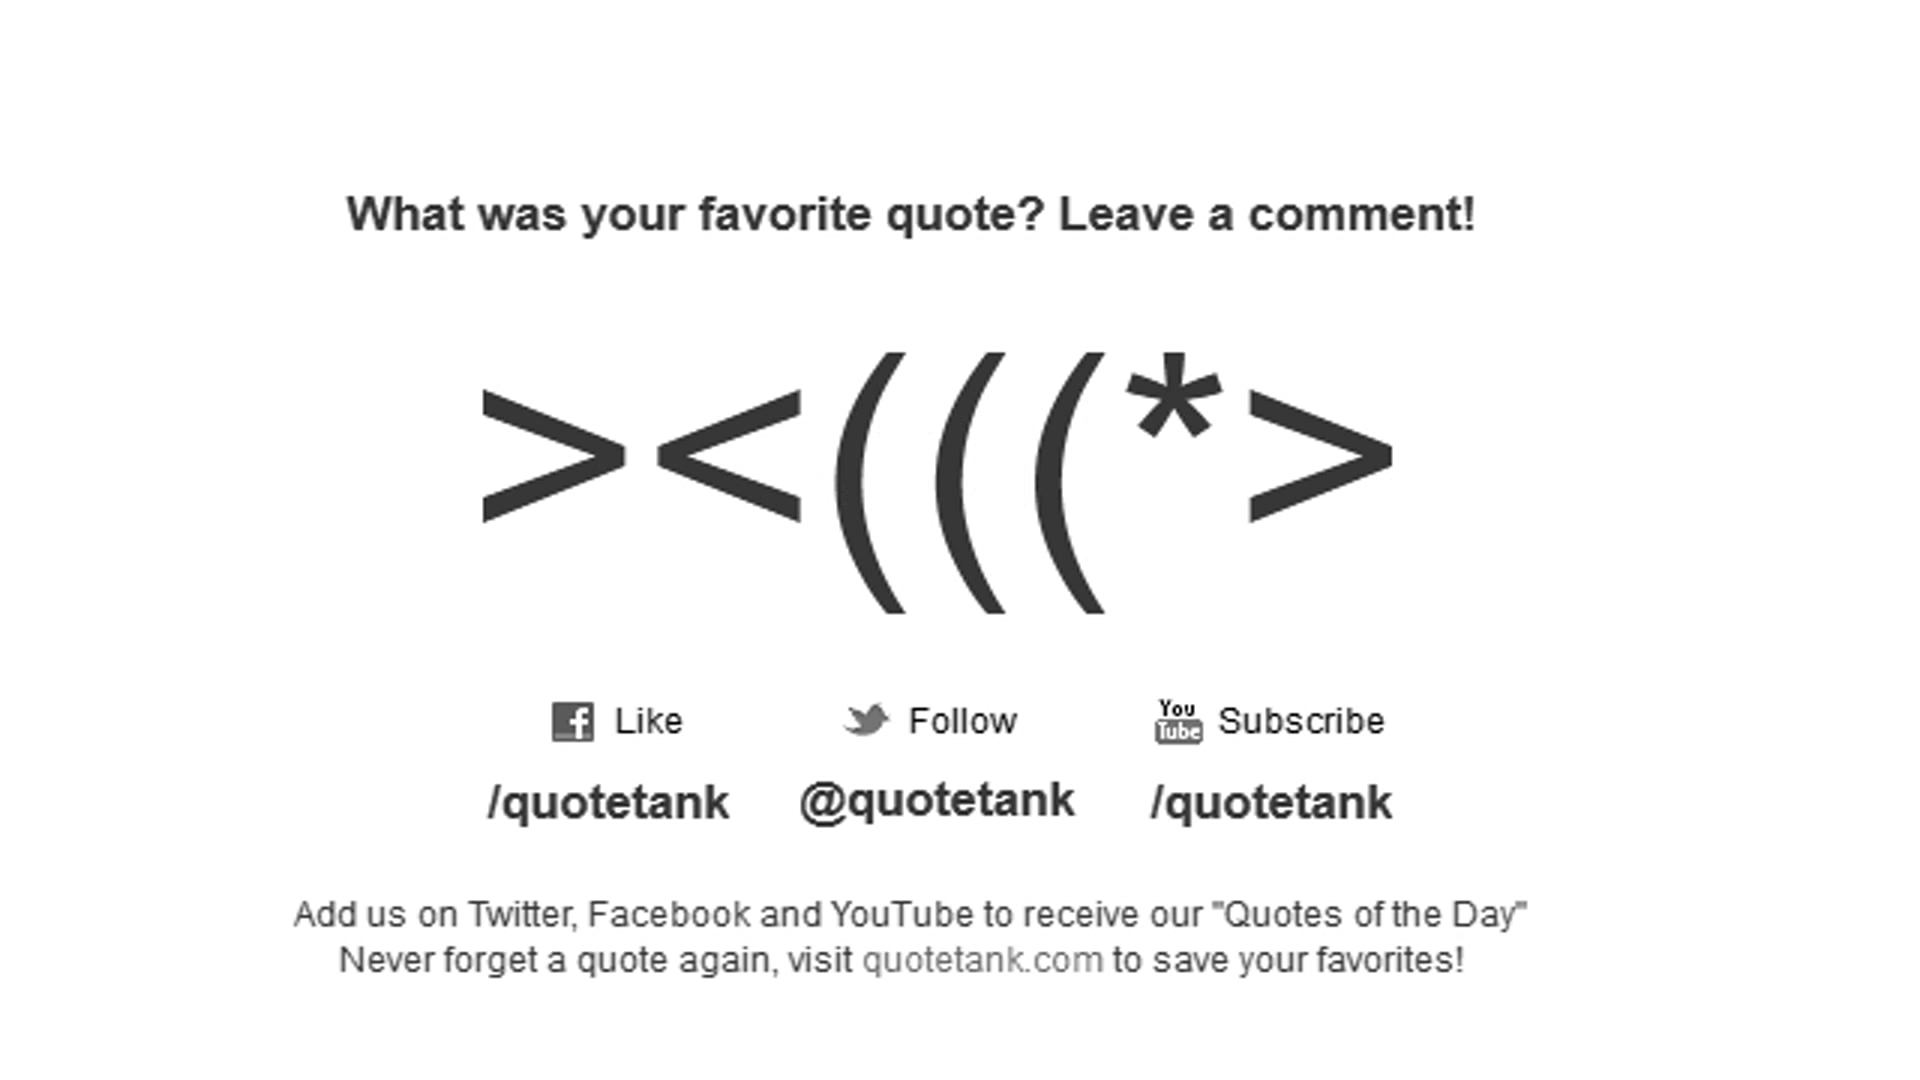 What was your favorite quote? Leave a comment!
><(((*>
f Like
Follow
You Tube Subscribe
/quotetank
@quotetank
/quotetank
Add us on Twitter, Facebook and YouTube to receive our "Quotes of the Day"
Never forget a quote again, visit quotetank.com to save your favorites!